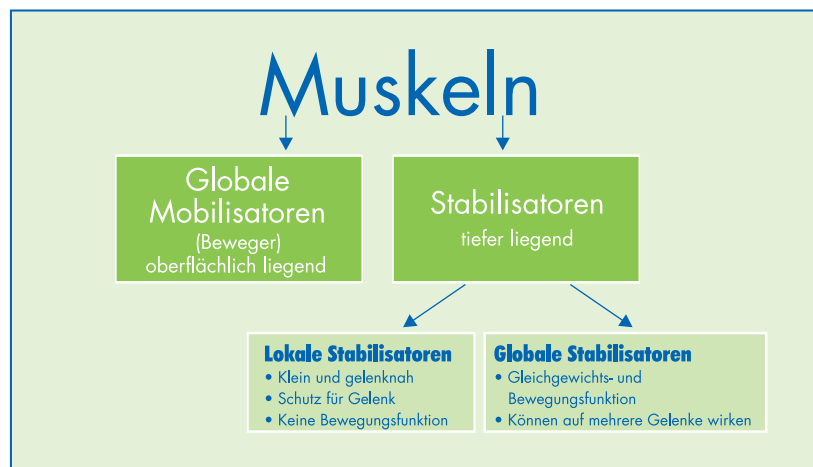 Muskeln
Globale
Mobilisatoren
(Beweger)
oberflächlich liegend
Stabilisatoren
tiefer liegend
Lokale Stabilisatoren
• Klein und gelenknah
• Schutz für Gelenk
• Keine Bewegungsfunktion
Globale Stabilisatoren
• Gleichgewichts- und
Bewegungsfunktion
• Können auf mehrere Gelenke wirken